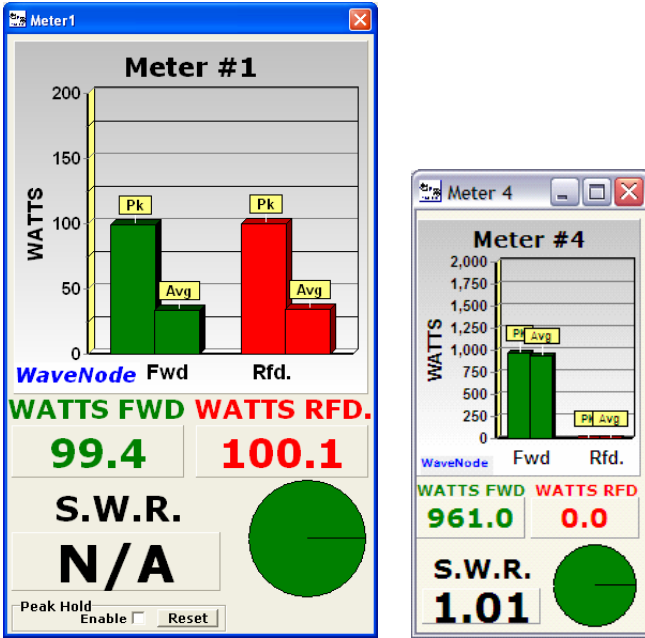 Meter1
Meter #1
200
150
100
50
0
WATTS
Pk
Avg
Pk
Avg
WaveNode
Fwd
Rfd.
WATTS FWD
WATTS RFD.
99.4
100.1
S.W.R.
N/A
Peak Hold
Enable
Reset
Meter 4
Meter #4
2,000
1,750
1,500
1,250
1,000
750
500
250
0
WATTS
Pk
Avg
Pk
Avg
WaveNode
Fwd
Rfd.
WATTS FWD
WATTS RFD
961.0
0.0
S.W.R.
1.01